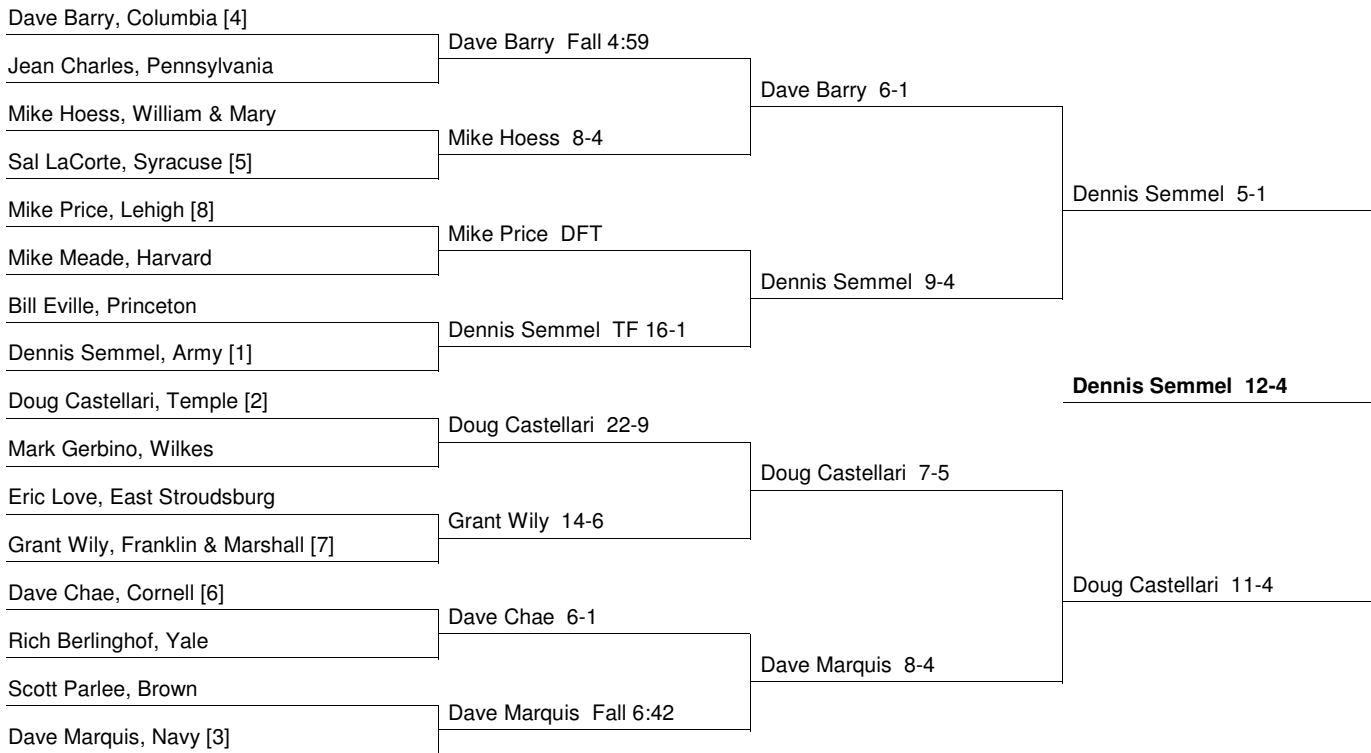 Dave Barry, Columbia [4]
Jean Charles, Pennsylvania
Mike Hoess, William & Mary
Sal LaCorte, Syracuse [5]
Mike Price, Lehigh [8]
Mike Meade, Harvard
Bill Eville, Princeton
Dennis Semmel, Army [1]
Doug Castellari, Temple [2]
Mark Gerbino, Wilkes
Eric Love, East Stroudsburg
Grant Wily, Franklin & Marshall [7]
Dave Chae, Cornell [6]
Rich Berlinghof, Yale
Scott Parlee, Brown
Dave Marquis, Navy [3]
Dave Barry Fall 4:59
Mike Hoess 8-4
Mike Price DFT
Dennis Semmel TF 16-1
Doug Castellari 22-9
Grant Wily 14-6
Dave Chae 6-1
Dave Marquis Fall 6:42
Dave Barry 6-1
Dennis Semmel 9-4
Doug Castellari 7-5
Dave Marquis 8-4
Dennis Semmel 5-1
Dennis Semmel 12-4
Doug Castellari 11-4